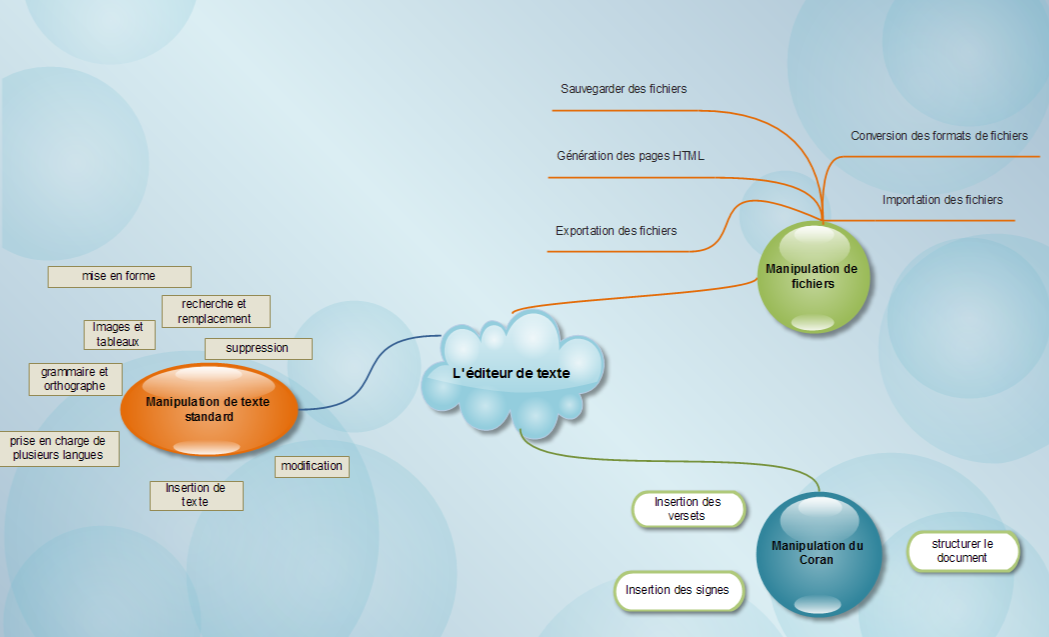 Sauvegarder des fichiers
Conversion des formats de fichiers
Génération des pages HTML
Importation des fichiers
Exportation des fichiers
Manipulation de
fichiers
mise en forme
recherche et
remplacement
Images et
tableaux
suppression
grammaire et
orthographe
L'éditeur de texte
Manipulation de texte
standard
prise en charge de
plusieurs langues
modification
Insertion de
texte
Insertion des
versets
Manipulation du
Coran
structurer le
document
Insertion des signes